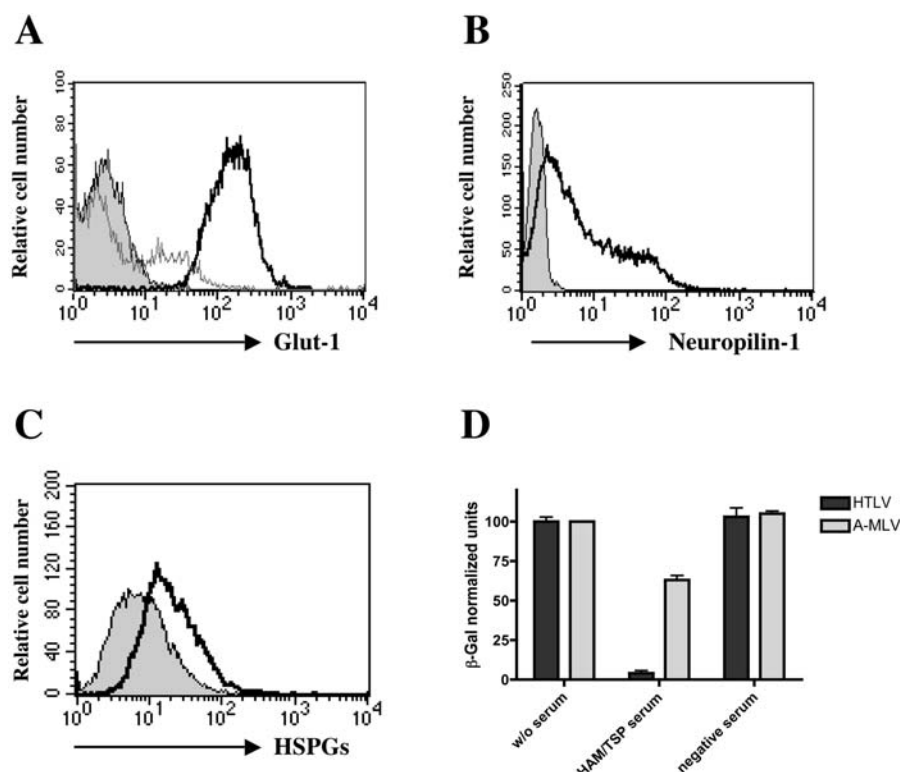 A
Relative cell number
100
80
60
40
20
0
10^0 10^1 10^2 10^3 10^4
Glut-1
B
Relative cell number
250
200
150
100
50
0
10^0 10^1 10^2 10^3 10^4
Neuropilin-1
C
Relative cell number
200
160
120
80
40
0
10^0 10^1 10^2 10^3 10^4
HSPGs
D
β-Gal normalized units
100
75
50
25
0
w/o serum
HAM/TSP serum
negative serum
HTLV
A-MLV